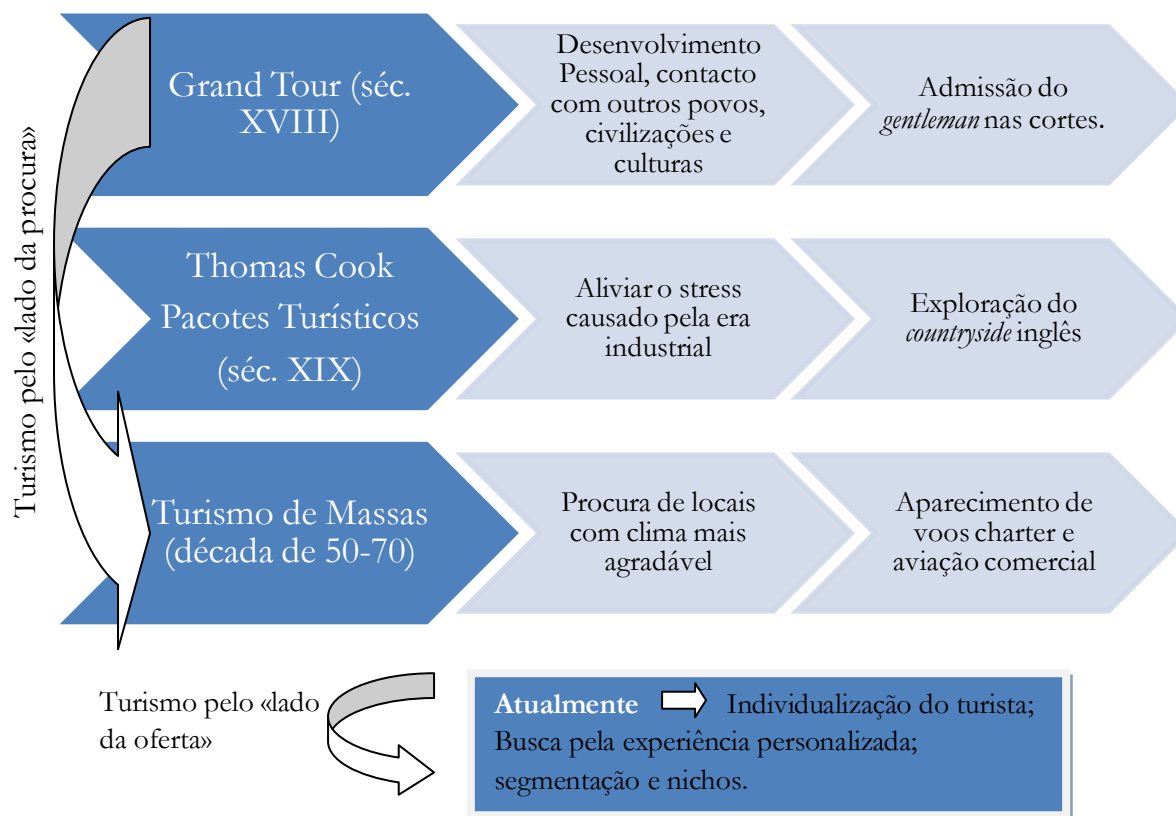 Turismo pelo «lado da procura»
Grand Tour (séc.
XVIII)
Desenvolvimento
Pessoal, contacto
com outros povos,
civilizações e
culturas
Admissão do
gentleman nas cortes.
Thomas Cook
Pacotes Turísticos
(séc. XIX)
Aliviar o stress
causado pela era
industrial
Exploração do
countryside inglês
Turismo de Massas
(década de 50-70)
Procura de locais
com clima mais
agradável
Aparecimento de
voos charter e
aviação comercial
Turismo pelo «lado
da oferta»
Atualmente Individualização do turista;
Busca pela experiência personalizada;
segmentação e nichos.